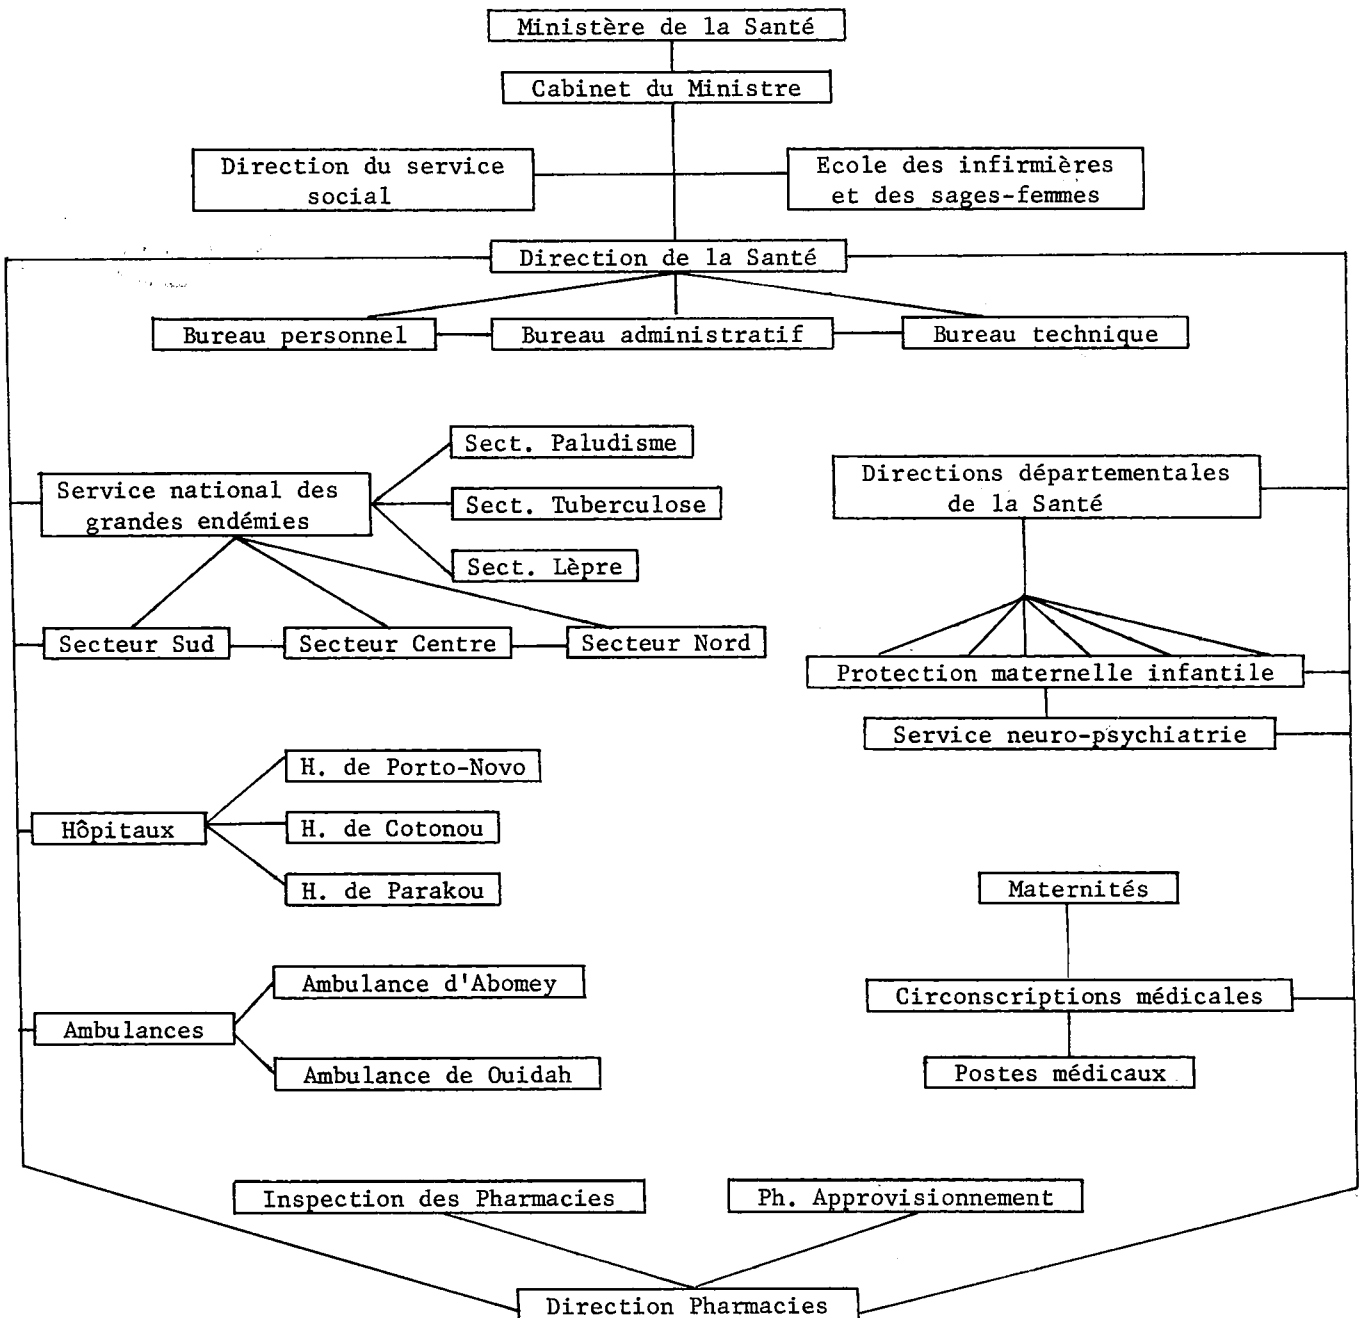 Ministère de la Santé
Cabinet du Ministre
Direction du service
social
Ecole des infirmières
et des sages-femmes
Direction de la Santé
Bureau personnel
Bureau administratif
Bureau technique
Service national des
grandes endémies
Sect. Paludisme
Sect. Tuberculose
Sect. Lèpre
Directions départementales
de la Santé
Secteur Sud
Secteur Centre
Secteur Nord
Protection maternelle infantile
Service neuro-psychiatrie
Hôpitaux
H. de Porto-Novo
H. de Cotonou
H. de Parakou
Maternités
Circonscriptions médicales
Postes médicaux
Ambulances
Ambulance d'Abomey
Ambulance de Ouidah
Inspection des Pharmacies
Ph. Approvisionnement
Direction Pharmacies